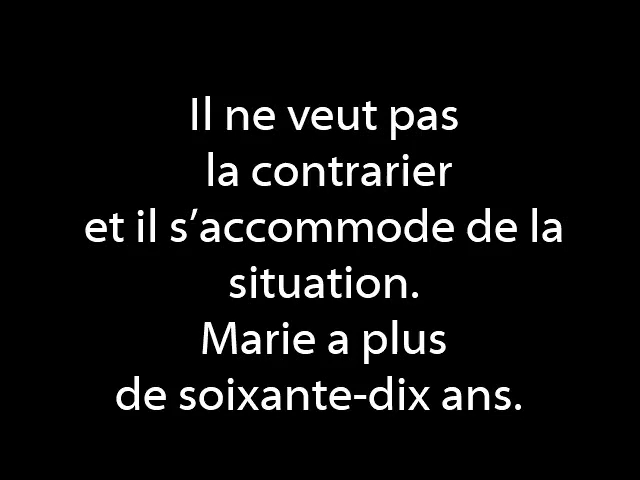 Il ne veut pas
la contrarier
et il s’accommode de la
situation.
Marie a plus
de soixante-dix ans.